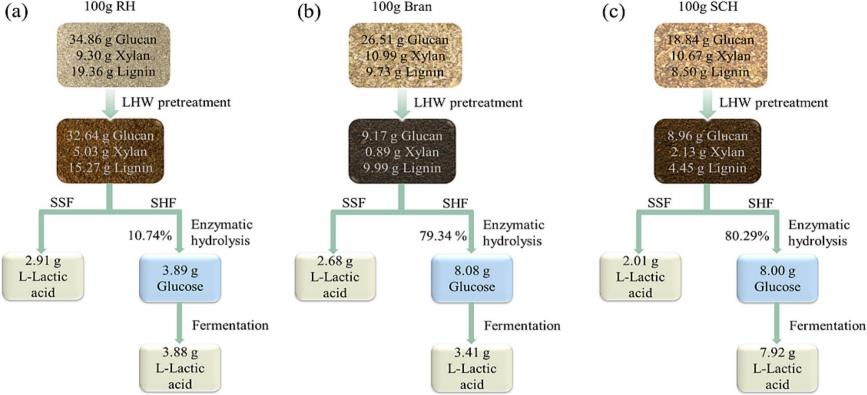 (a)
100g RH
34.86 g Glucan
9.30 g Xylan
19.36 g Lignin
LHW pretreatment
32.64 g Glucan
5.03 g Xylan
15.27 g Lignin
SSF
SHF
10.74%
Enzymatic
hydrolysis
2.91 g
L-Lactic
acid
3.89 g
Glucose
Fermentation
3.88 g
L-Lactic
acid
(b)
100g Bran
26.51 g Glucan
10.99 g Xylan
9.73 g Lignin
LHW pretreatment
9.17 g Glucan
0.89 g Xylan
9.99 g Lignin
SSF
SHF
79.34 %
Enzymatic
hydrolysis
2.68 g
L-Lactic
acid
8.08 g
Glucose
Fermentation
3.41 g
L-Lactic
acid
(c)
100g SCH
18.84 g Glucan
10.67 g Xylan
8.50 g Lignin
LHW pretreatment
8.96 g Glucan
2.13 g Xylan
4.45 g Lignin
SSF
SHF
80.29%
Enzymatic
hydrolysis
2.01 g
L-Lactic
acid
8.00 g
Glucose
Fermentation
7.92 g
L-Lactic
acid